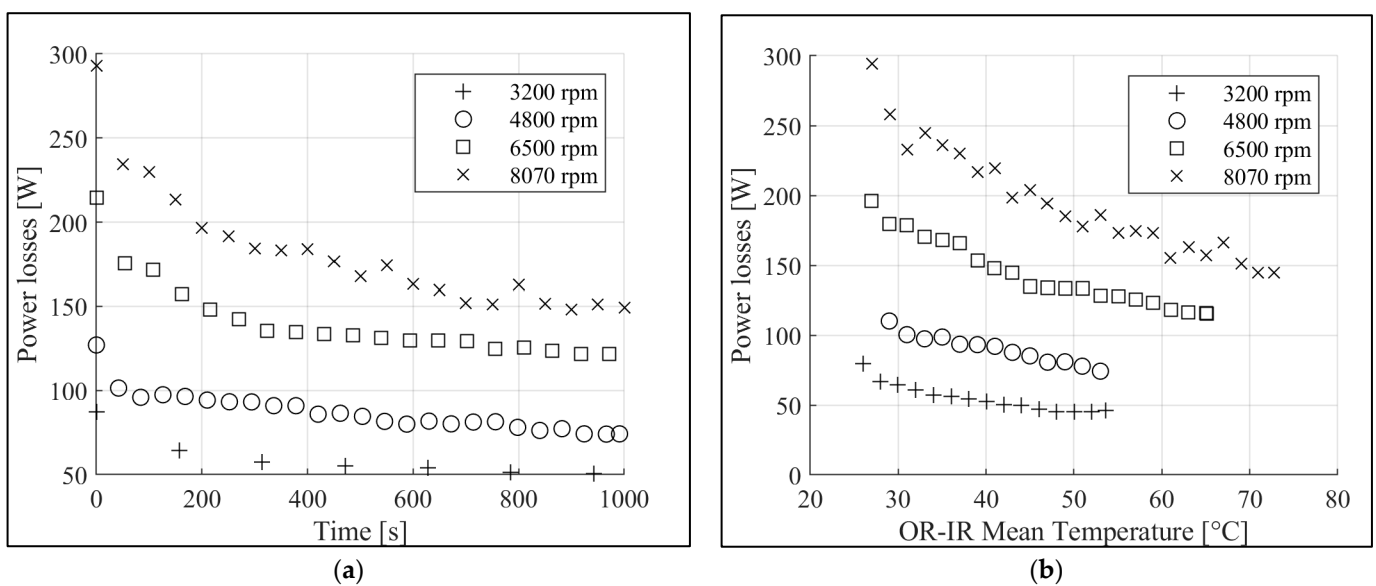 300
250
200
150
100
50
0 200 400 600 800 1000
Power losses [W]
Time [s]
3200 rpm
4800 rpm
6500 rpm
8070 rpm
(a)
300
250
200
150
100
50
0
20 30 40 50 60 70 80
Power losses [W]
OR-IR Mean Temperature [°C]
3200 rpm
4800 rpm
6500 rpm
8070 rpm
(b)